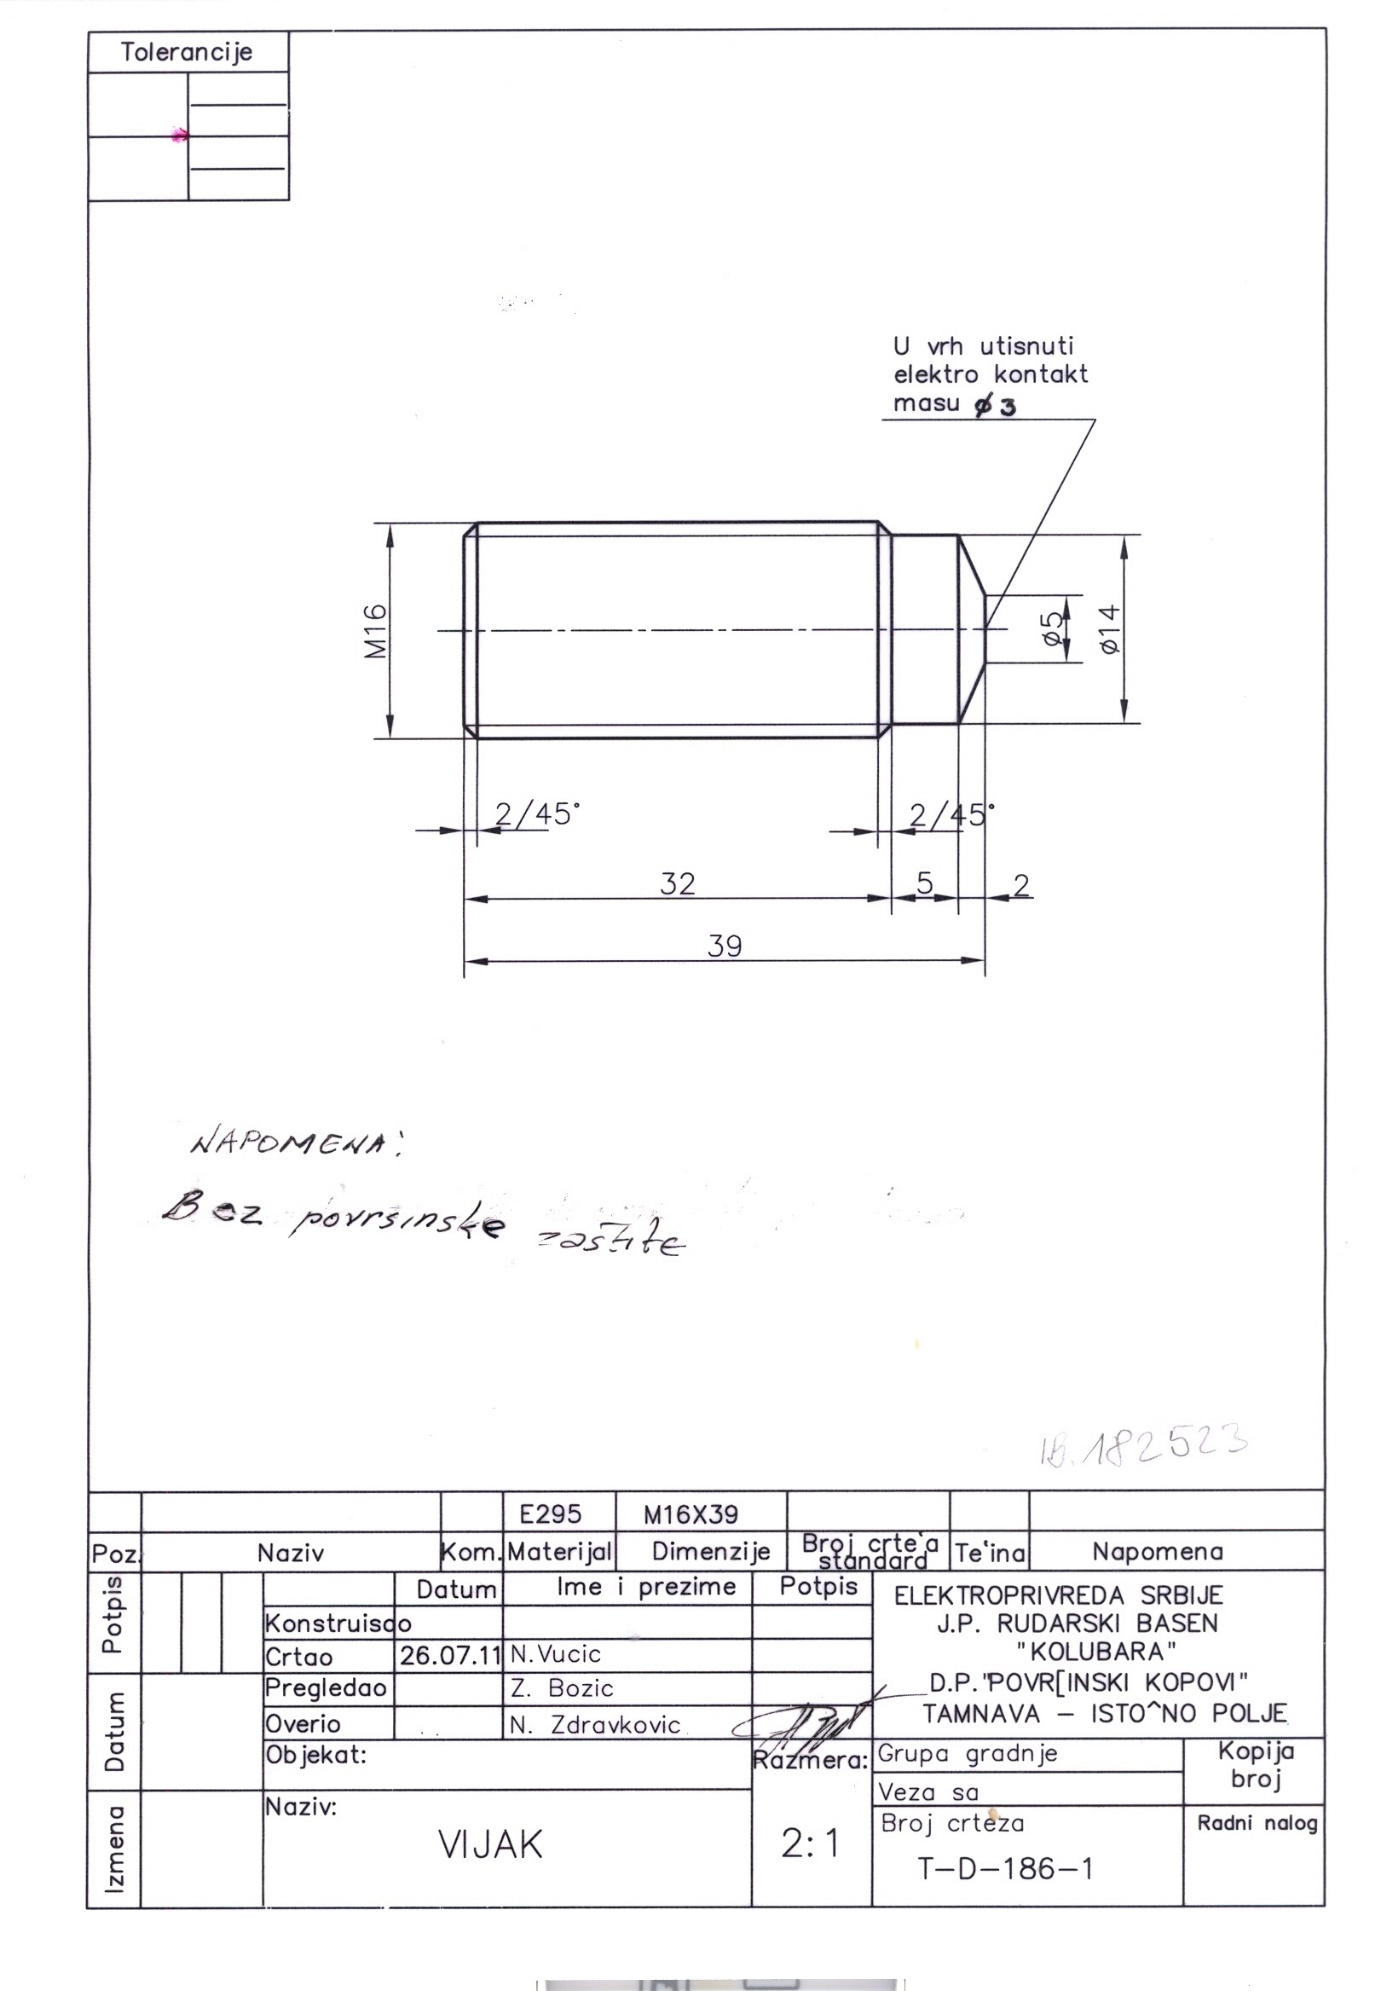 Tolerancije
U vrh utisnuti
elektro kontakt
masu ø3
M16
ø5
ø14
2/45°
2/45°
32
5
2
39
NAPOMENA:
Bez povrsinske zastite
182523
E295
M16X39
Poz.
Naziv
Kom.
Materijal
Dimenzije
Broj crte`a
standard
Te'ina
Napomena
Potpis
Datum
Izmena
Datum
Ime i prezime
Potpis
Konstruisao
Crtao
26.07.11
N.Vucic
Pregledao
Z. Bozic
Overio
N. Zdravkovic
ELEKTROPRIVREDA SRBIJE
J.P. RUDARSKI BASEN
"KOLUBARA"
D.P."POVR[INSKI KOPOVI"
TAMNAVA – ISTO^NO POLJE
Objekat:
Razmera:
2:1
Naziv:
VIJAK
Grupa gradnje
Veza sa
Broj crteza
T–D–186–1
Kopija
broj
Radni nalog